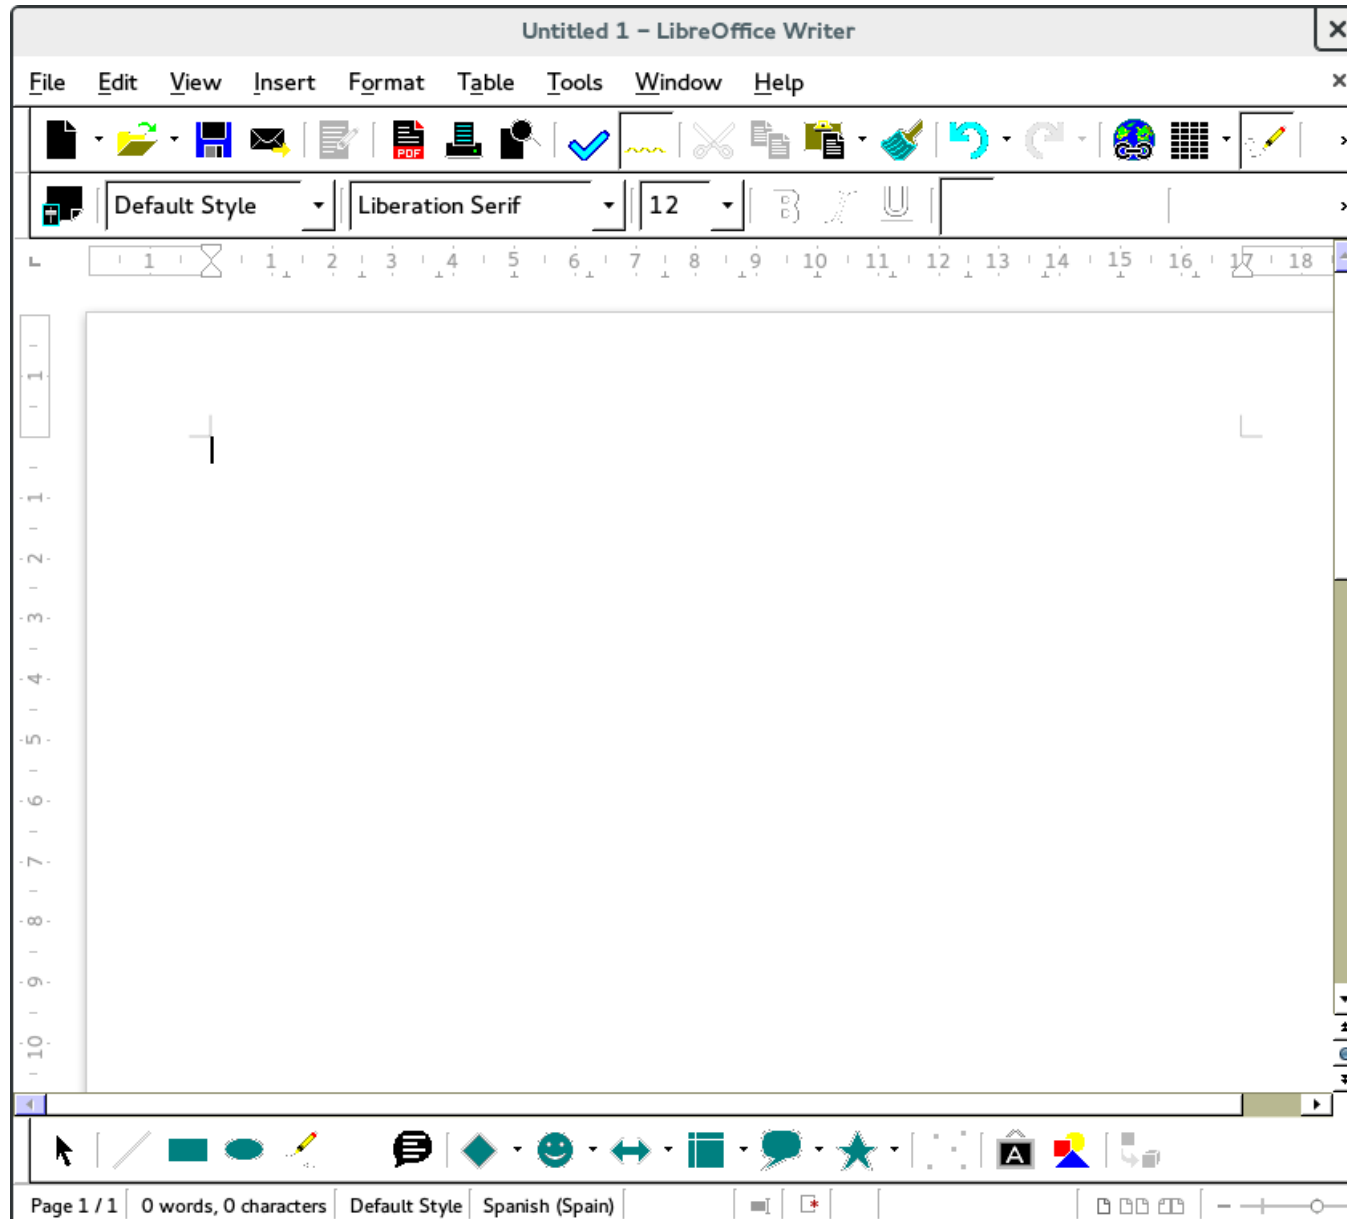 Untitled 1 – LibreOffice Writer
File Edit View Insert Format Table Tools Window Help
PDF
Default Style Liberation Serif 12 B I U
1 1 2 3 4 5 6 7 8 9 10 11 12 13 14 15 16 17 18
1
1
2
3
4
5
6
7
8
9
10
A
Page 1 / 1 0 words, 0 characters Default Style Spanish (Spain)